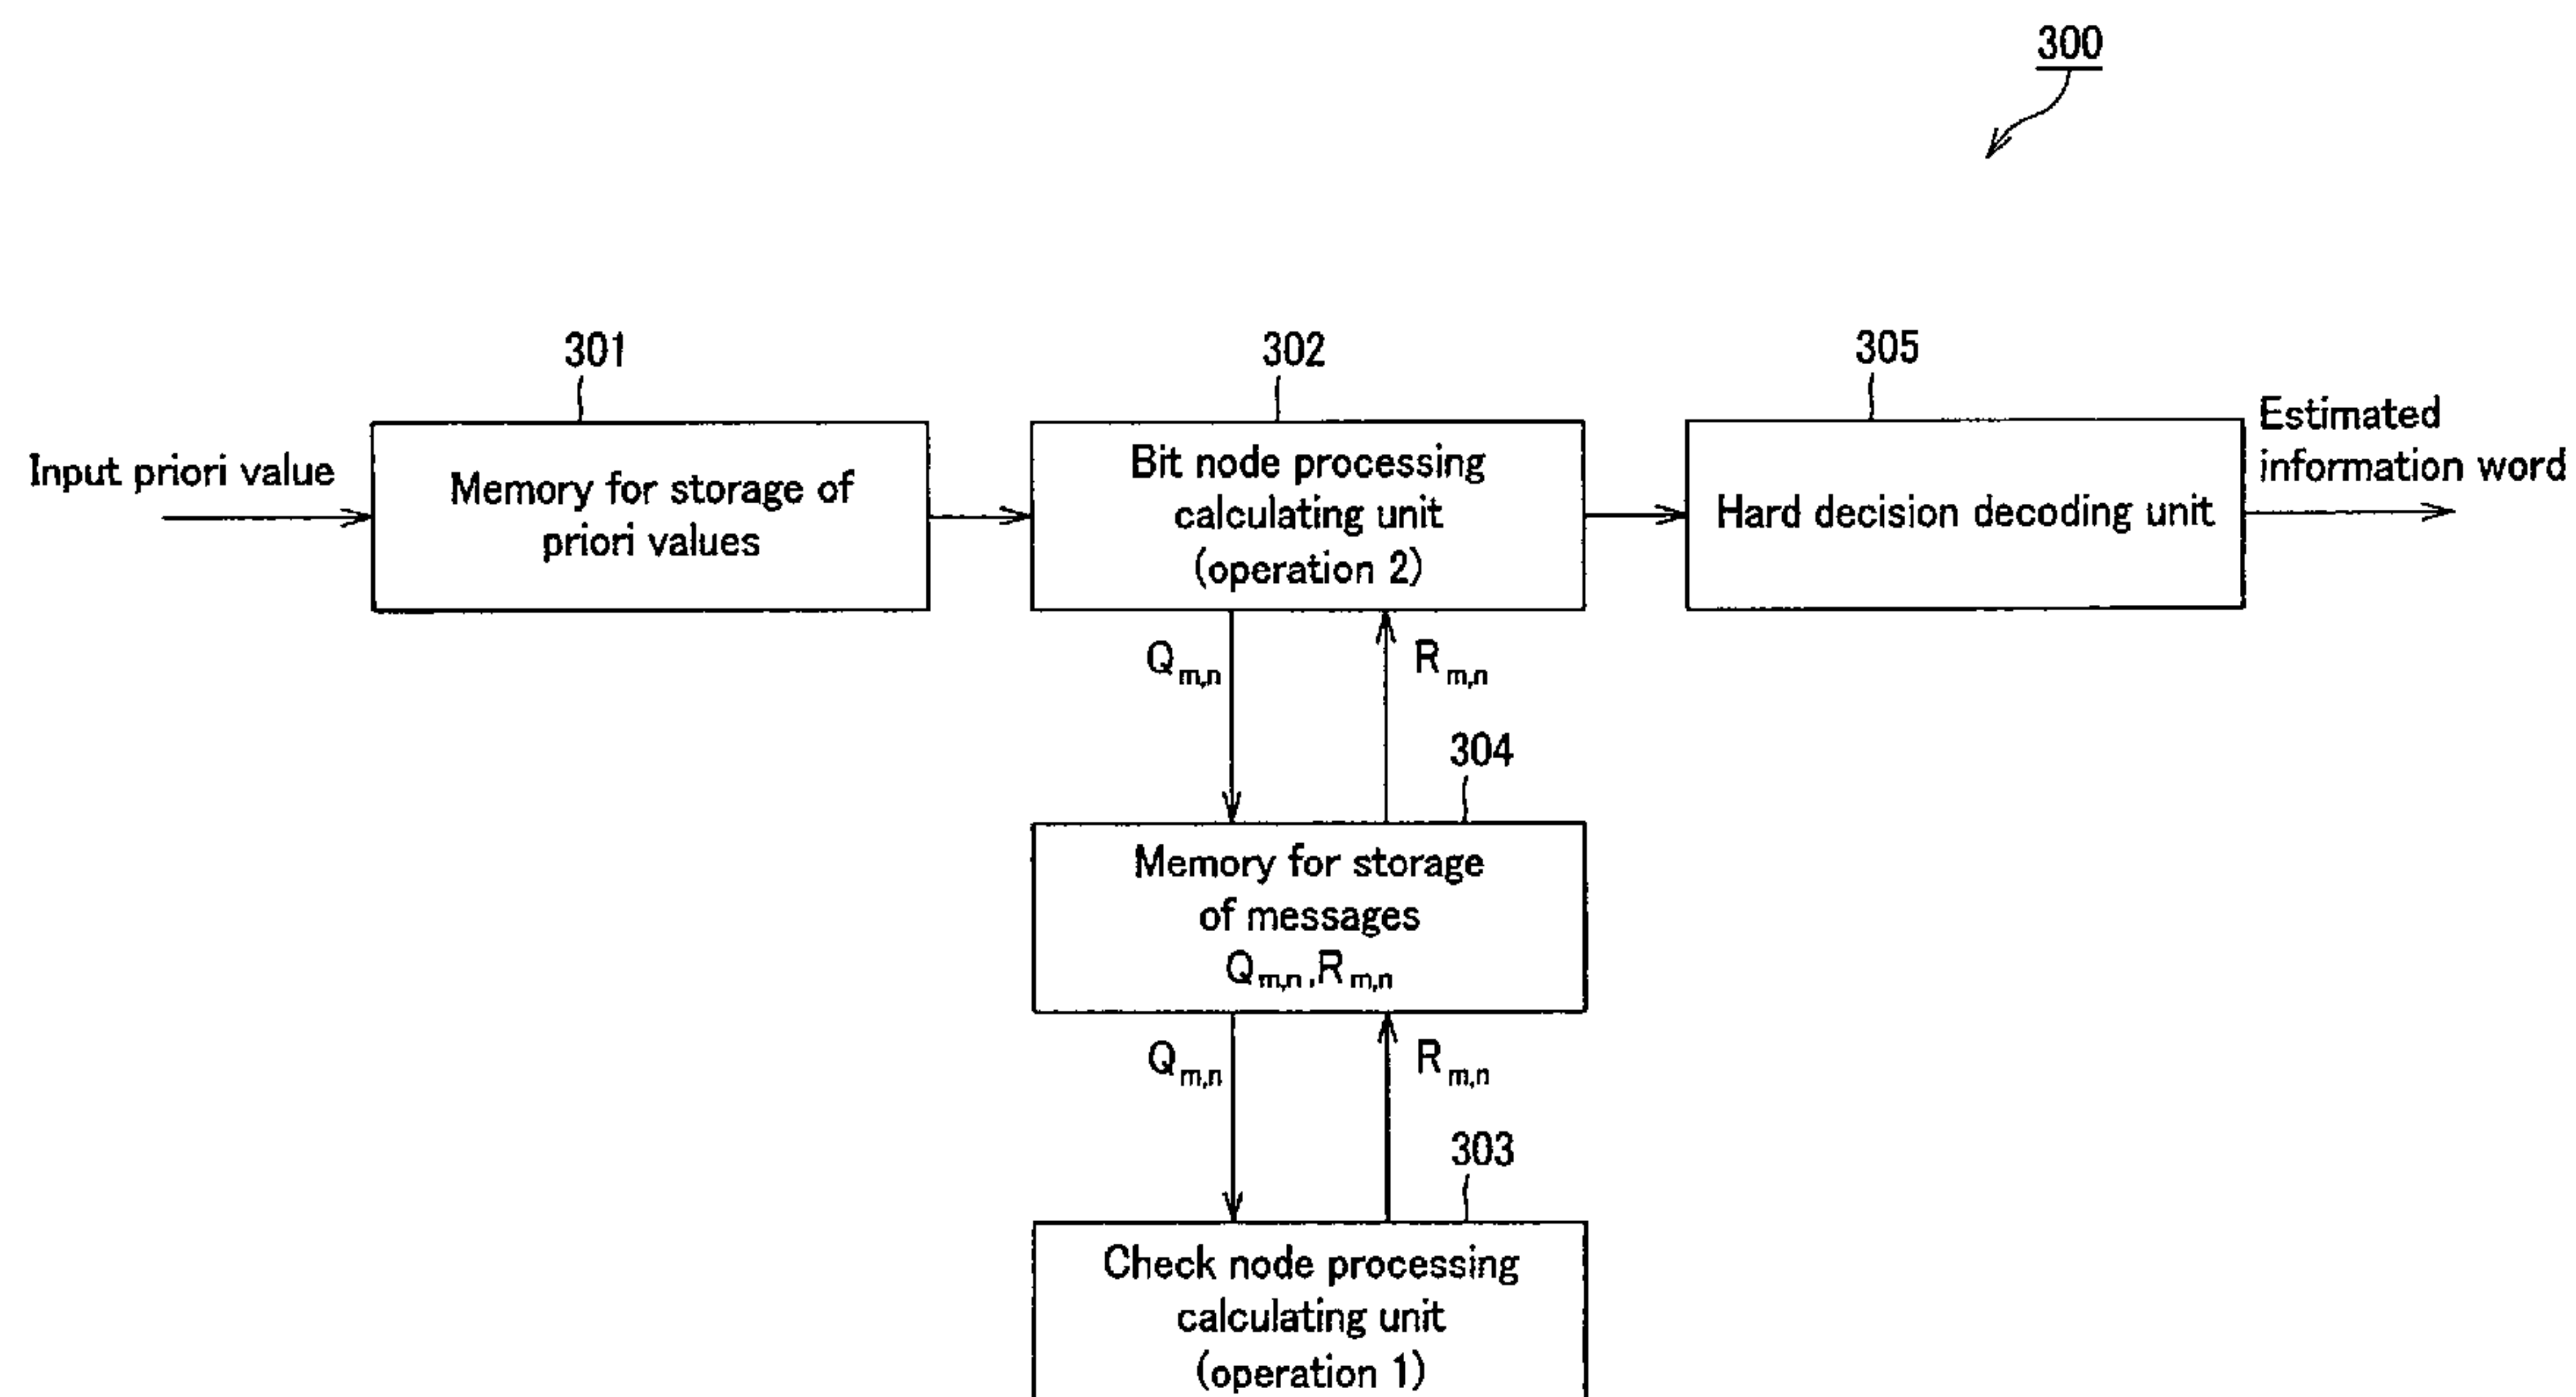 300
301
302
305
Input priori value
Memory for storage of
priori values
Bit node processing
calculating unit
(operation 2)
Hard decision decoding unit
Estimated
information word
Qm,n
Rm,n
304
Memory for storage
of messages
Qm,n,Rm,n
Qm,n
Rm,n
303
Check node processing
calculating unit
(operation 1)